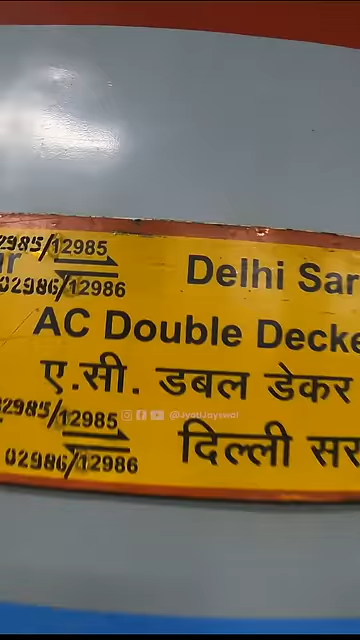 02985/12985
Delhi Sar
02986/12986
AC Double Decke
ए.सी. डबल डेकर
02985/12985
@JyotiJayswal
दिल्ली सर
02986/12986